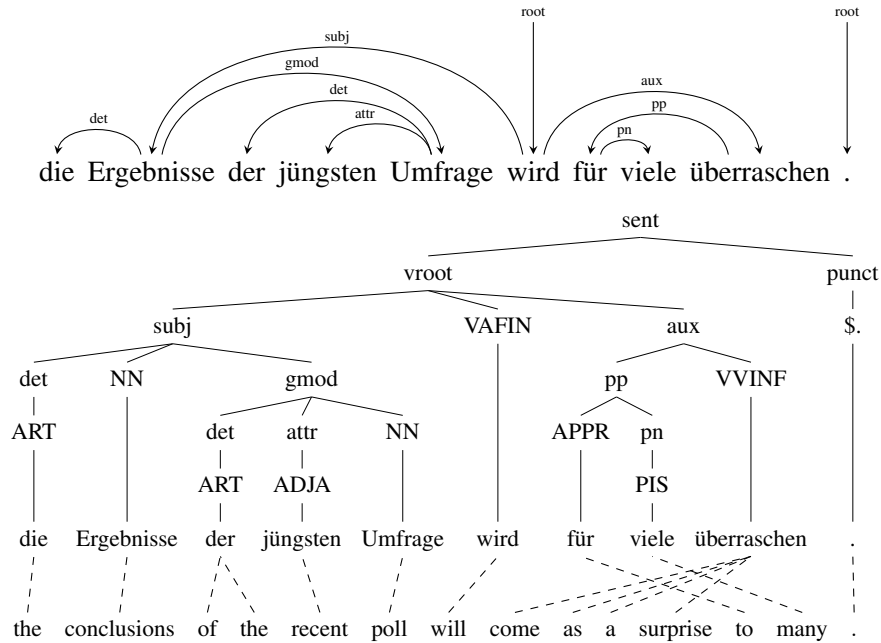 root root
subj
gmod
det aux
det attr pp
pn
die Ergebnisse der jüngsten Umfrage wird für viele überraschen .
sent
vroot punct
subj VAFIN aux $.
det NN gmod pp VVINF
ART det attr NN APPR pn
ART ADJA PIS
die Ergebnisse der jüngsten Umfrage wird für viele überraschen .
the conclusions of the recent poll will come as a surprise to many .